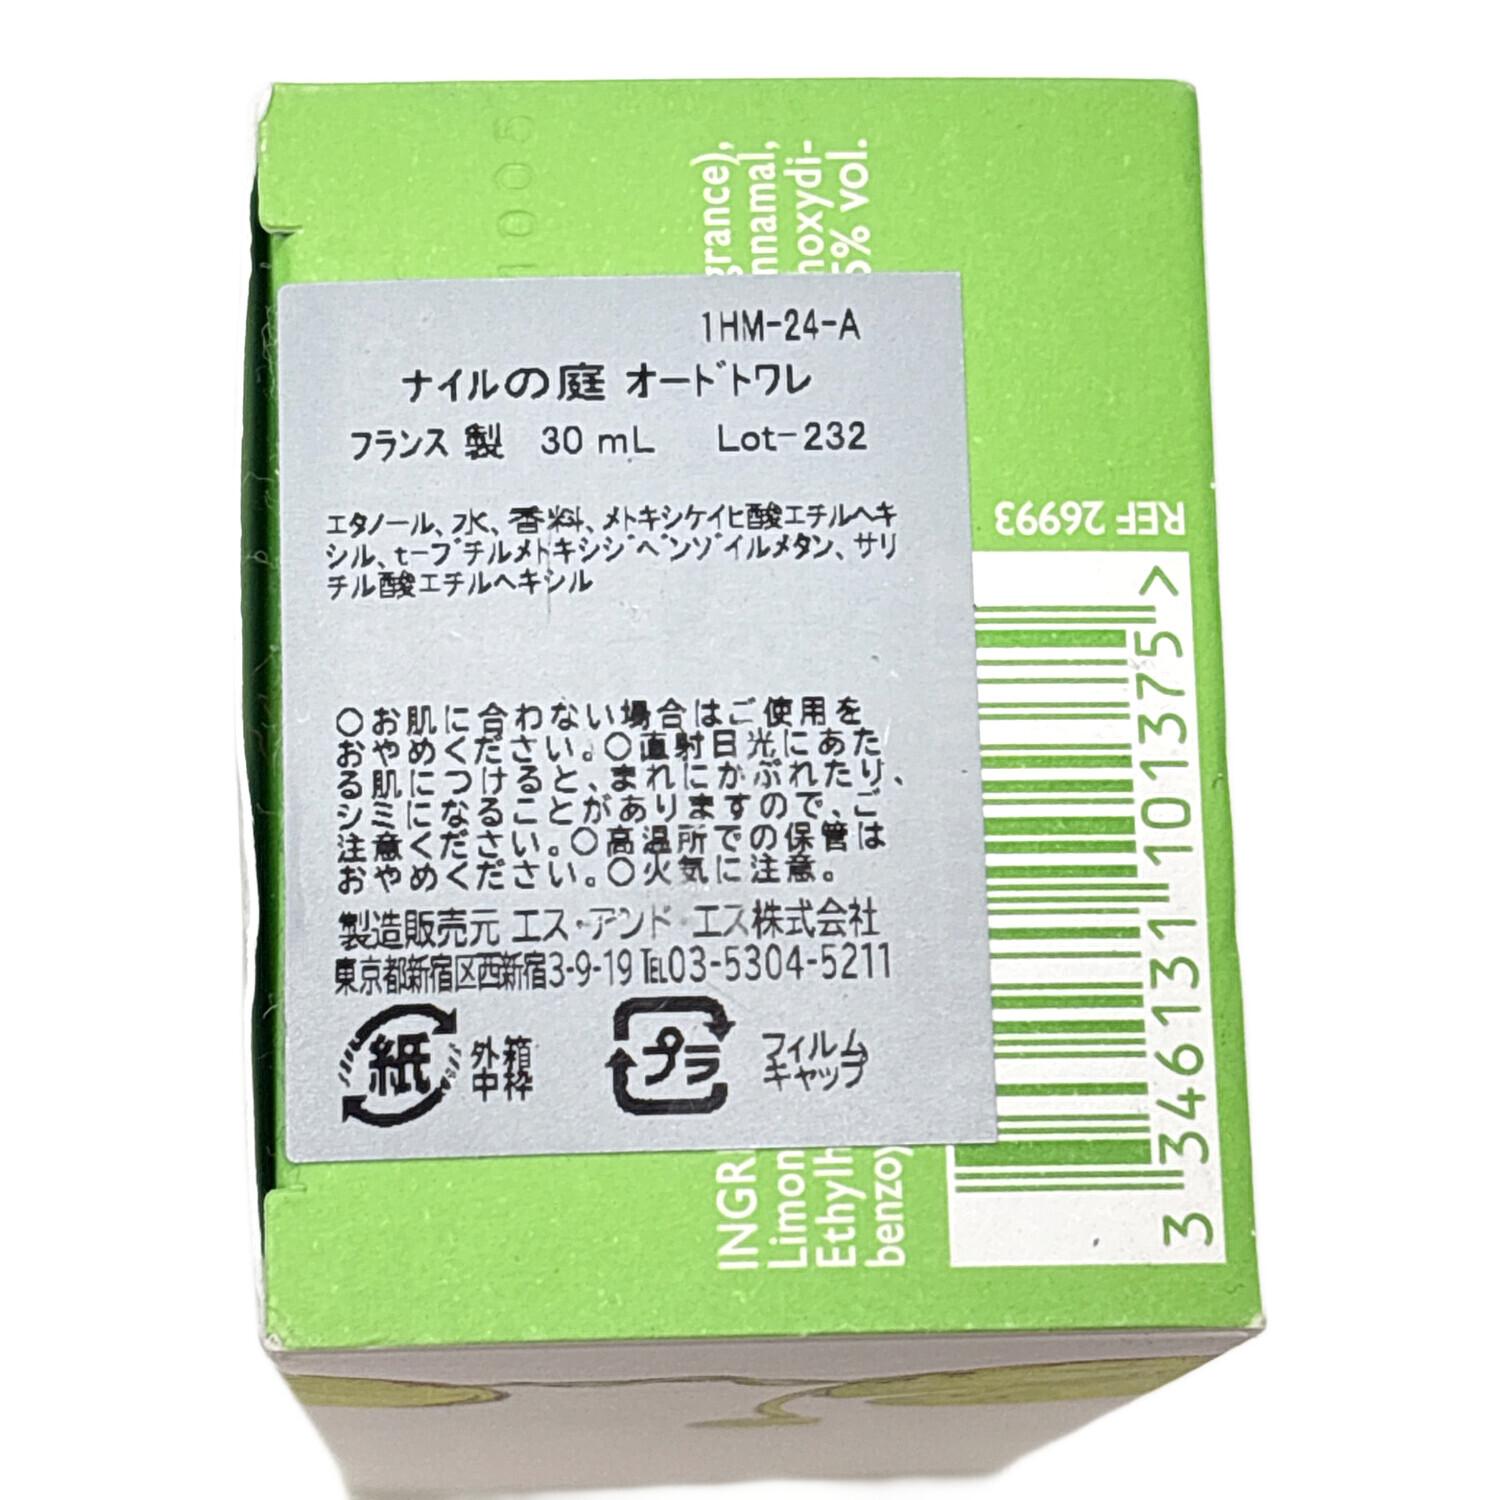 1005
grance),
nnamal,
noxydi-
5% vol.
1HM-24-A
ナイルの庭 オードトワレ
フランス 製 30 mL Lot-232
エタノール、水、香料、メトキシケイヒ酸エチルヘキ
シル、t-ブチルメトキシジベンゾイルメタン、サリ
チル酸エチルヘキシル
○お肌に合わない場合はご使用を
おやめください。○直射日光にあた
る肌につけると、まれにかぶれたり、
シミになることがありますので、ご
注意ください。○高温所での保管は
おやめください。○火気に注意。
製造販売元 エス・アンド・エス株式会社
東京都新宿区西新宿3-9-19 TEL03-5304-5211
紙 外箱
中枠
プラ フィルム
キャップ
REF 26993
3 346131 101375 >
INGR
Limon
Ethylh
benzoy